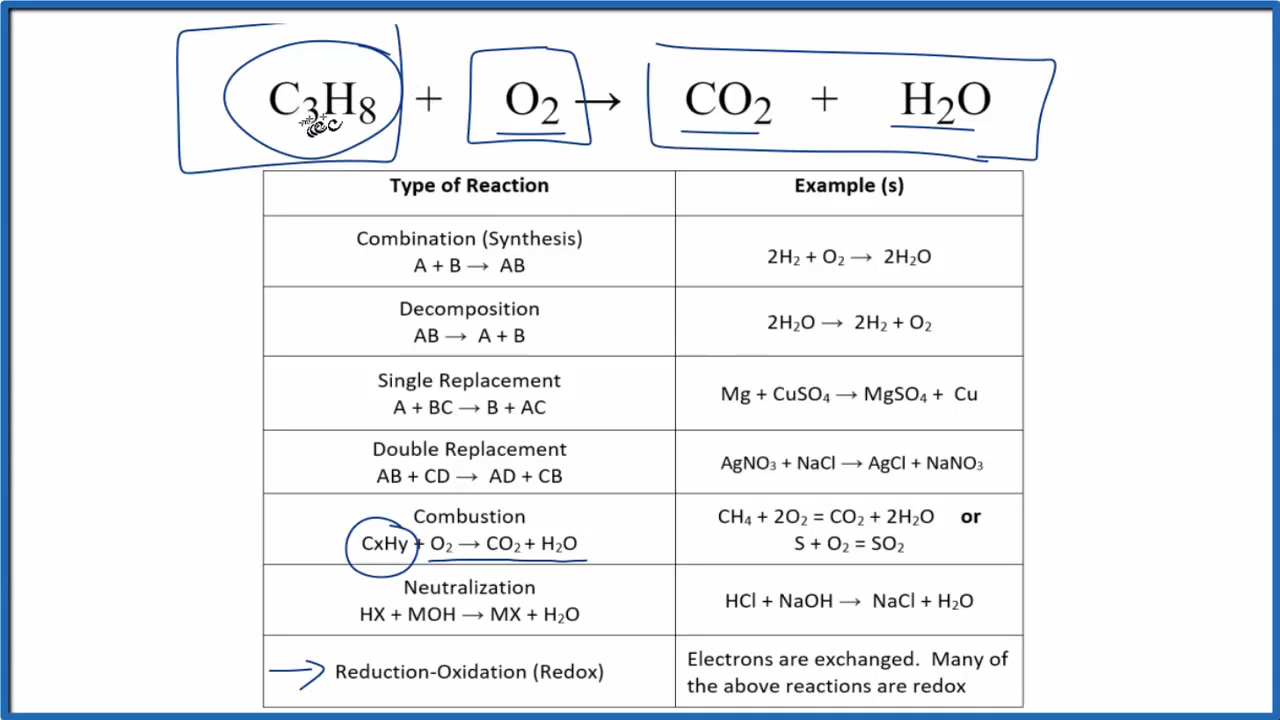 C₃H₈ + O₂ → CO₂ + H₂O
Type of Reaction
Example (s)
Combination (Synthesis)
A + B → AB
2H₂ + O₂ → 2H₂O
Decomposition
AB → A + B
2H₂O → 2H₂ + O₂
Single Replacement
A + BC → B + AC
Mg + CuSO₄ → MgSO₄ + Cu
Double Replacement
AB + CD → AD + CB
AgNO₃ + NaCl → AgCl + NaNO₃
Combustion
CxHy + O₂ → CO₂ + H₂O
CH₄ + 2O₂ = CO₂ + 2H₂O or
S + O₂ = SO₂
Neutralization
HX + MOH → MX + H₂O
HCl + NaOH → NaCl + H₂O
Reduction-Oxidation (Redox)
Electrons are exchanged. Many of
the above reactions are redox